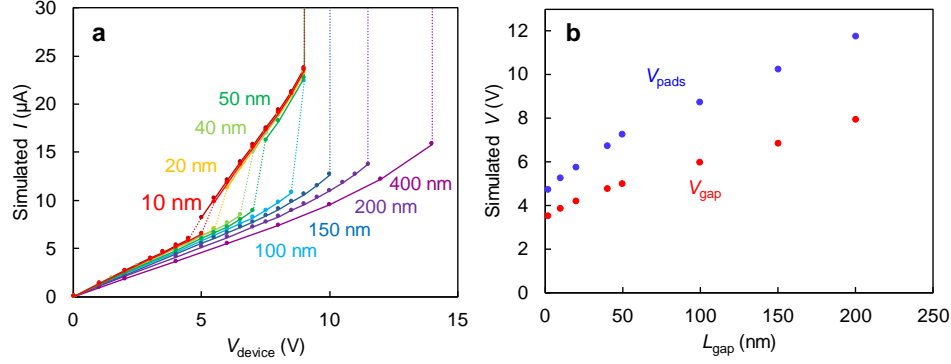 a
Simulated I (µA)
30
25
20
15
10
5
0
50 nm
40 nm
20 nm
10 nm
400 nm
200 nm
150 nm
100 nm
0 5 10 15
Vdevice (V)
b
Simulated V (V)
12
10
8
6
4
2
0
Vpads
Vgap
0 50 100 150 200 250
Lgap (nm)